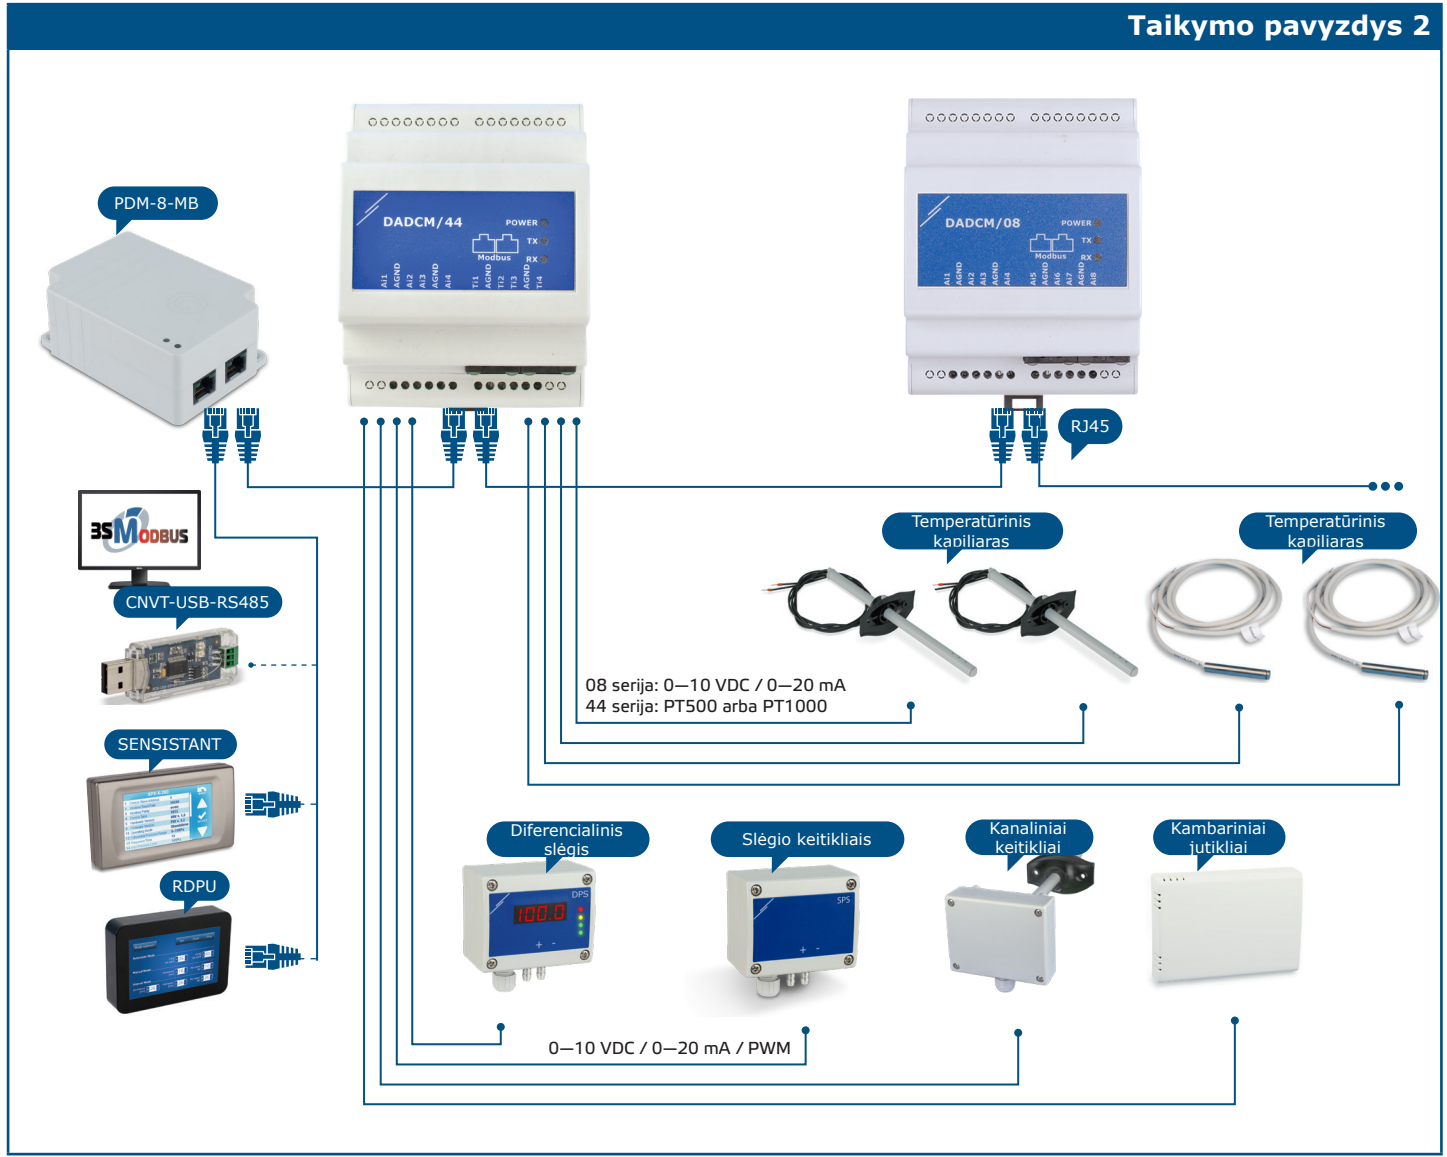 Taikymo pavyzdys 2
PDM-8-MB
DADCM/44
POWER
TX
RX
Modbus
Ai1
AGND
Ai2
Ai3
AGND
Ai4
Ti1
AGND
Ti2
Ti3
AGND
Ti4
DADCM/08
POWER
TX
RX
Modbus
Ai1
AGND
Ai2
Ai3
AGND
Ai4
Ai5
AGND
Ai6
Ai7
AGND
Ai8
RJ45
3SMODBUS
CNVT-USB-RS485
Temperatūrinis
kapiliaras
Temperatūrinis
kapiliaras
08 serija: 0—10 VDC / 0—20 mA
44 serija: PT500 arba PT1000
SENSISTANT
RDPU
Diferencialinis
slėgis
Slėgio keitikliais
Kanaliniai
keitikliai
Kambariniai
jutikliai
DPS
100.0
+ -
SPS
+ -
0—10 VDC / 0—20 mA / PWM